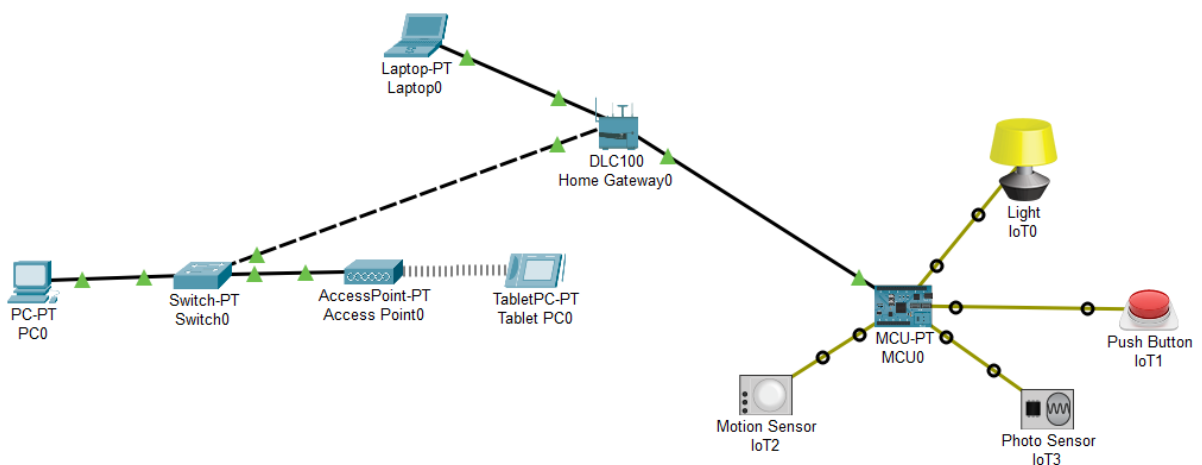 Laptop-PT
Laptop0
DLC100
Home Gateway0
Light
IoT0
PC-PT
PC0
Switch-PT
Switch0
AccessPoint-PT
Access Point0
TabletPC-PT
Tablet PC0
MCU-PT
MCU0
Push Button
IoT1
Motion Sensor
IoT2
Photo Sensor
IoT3